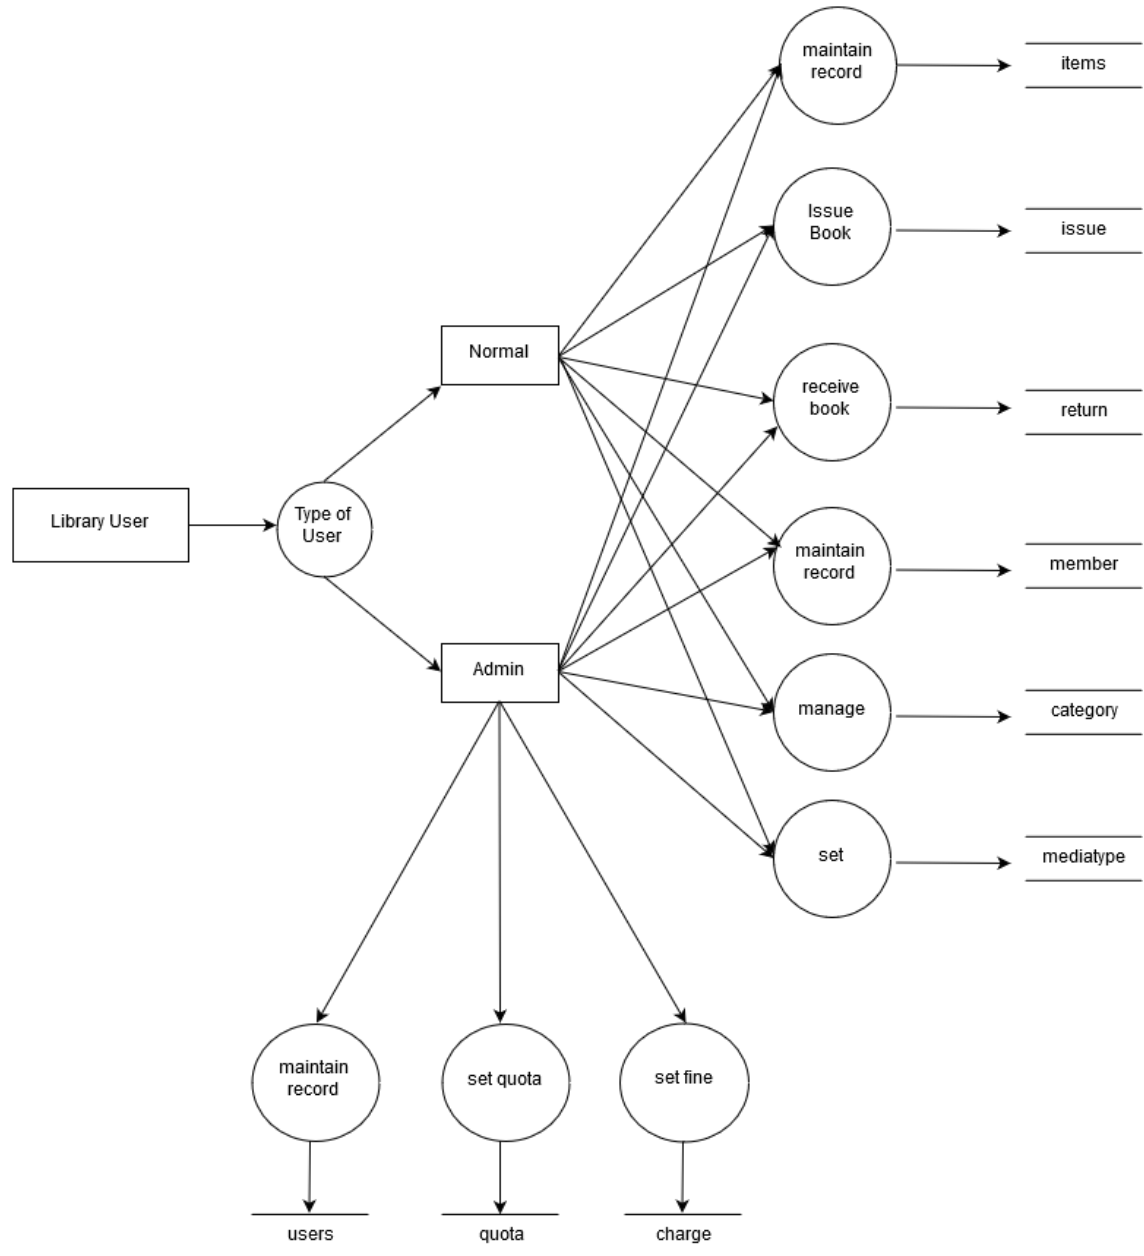 maintain
record
items
Issue
Book
issue
Normal
receive
book
return
Library User
Type of
User
maintain
record
member
Admin
manage
category
set
mediatype
maintain
record
set quota
set fine
users
quota
charge